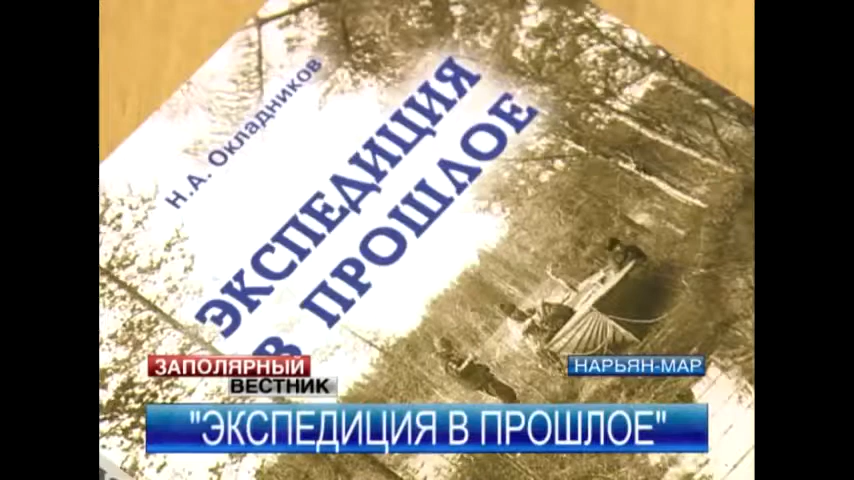 Н.А. Окладников
ЭКСПЕДИЦИЯ
В ПРОШЛОЕ
ЗАПОЛЯРНЫЙ
ВЕСТНИК
НАРЬЯН-МАР
"ЭКСПЕДИЦИЯ В ПРОШЛОЕ"